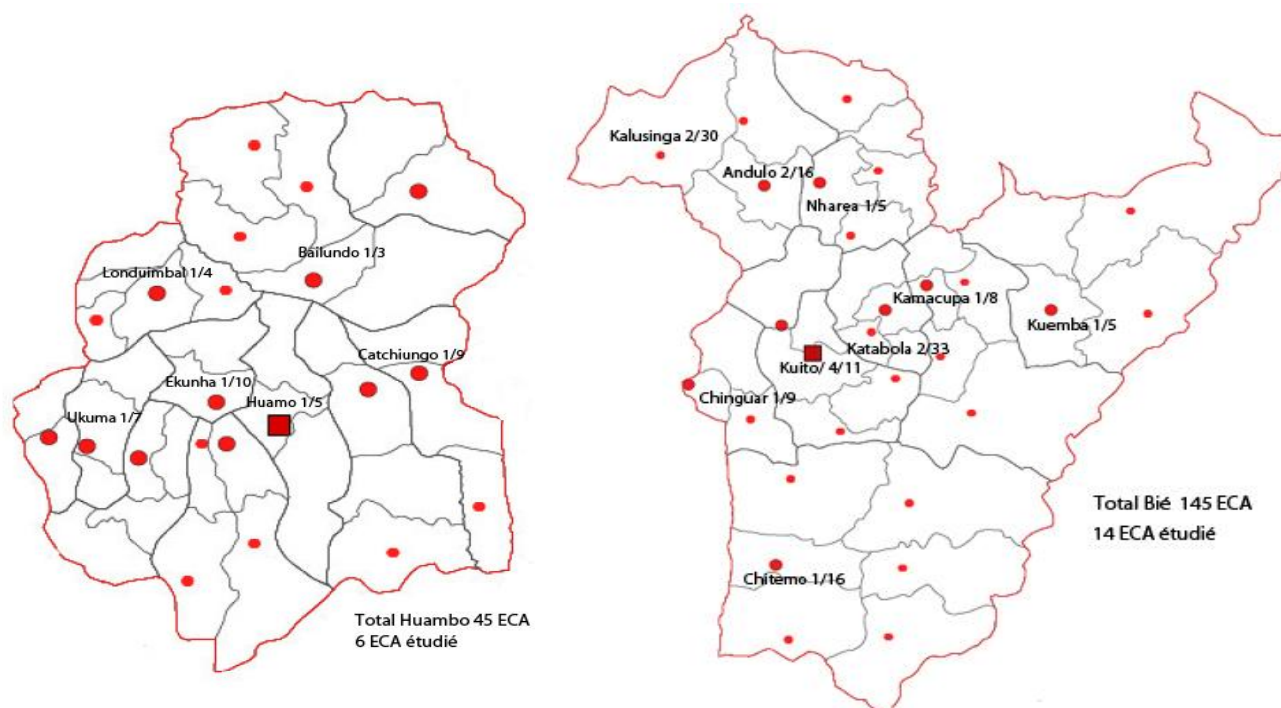 Bailundo 1/3
Londuimbal 1/4
Catchiungo 1/9
Ekunha 1/10
Huamo 1/5
Ukuma 1/7
Total Huambo 45 ECA
6 ECA étudié
Kalusinga 2/30
Andulo 2/16
Nharea 1/5
Kamacupa 1/8
Kuemba 1/5
Katabola 2/33
Kuito/ 4/11
Chinguar 1/9
Total Bié 145 ECA
14 ECA étudié
Chitemo 1/16